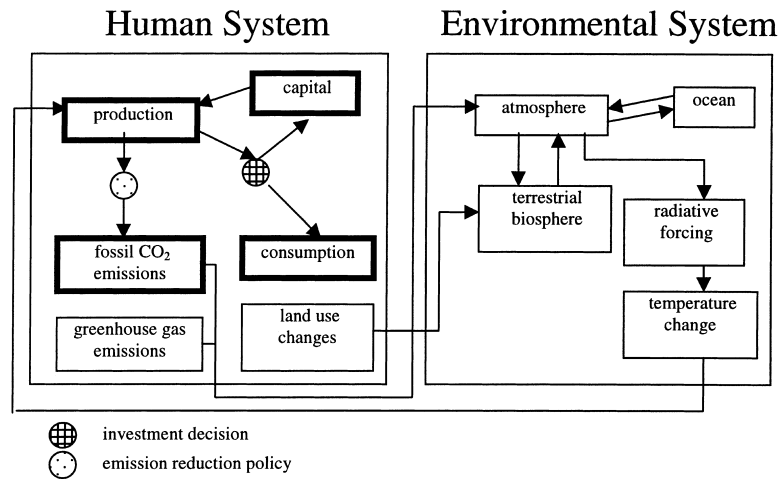 Human System
Environmental System
capital
production
fossil CO₂
emissions
consumption
greenhouse gas
emissions
land use
changes
atmosphere
ocean
terrestrial
biosphere
radiative
forcing
temperature
change
investment decision
emission reduction policy